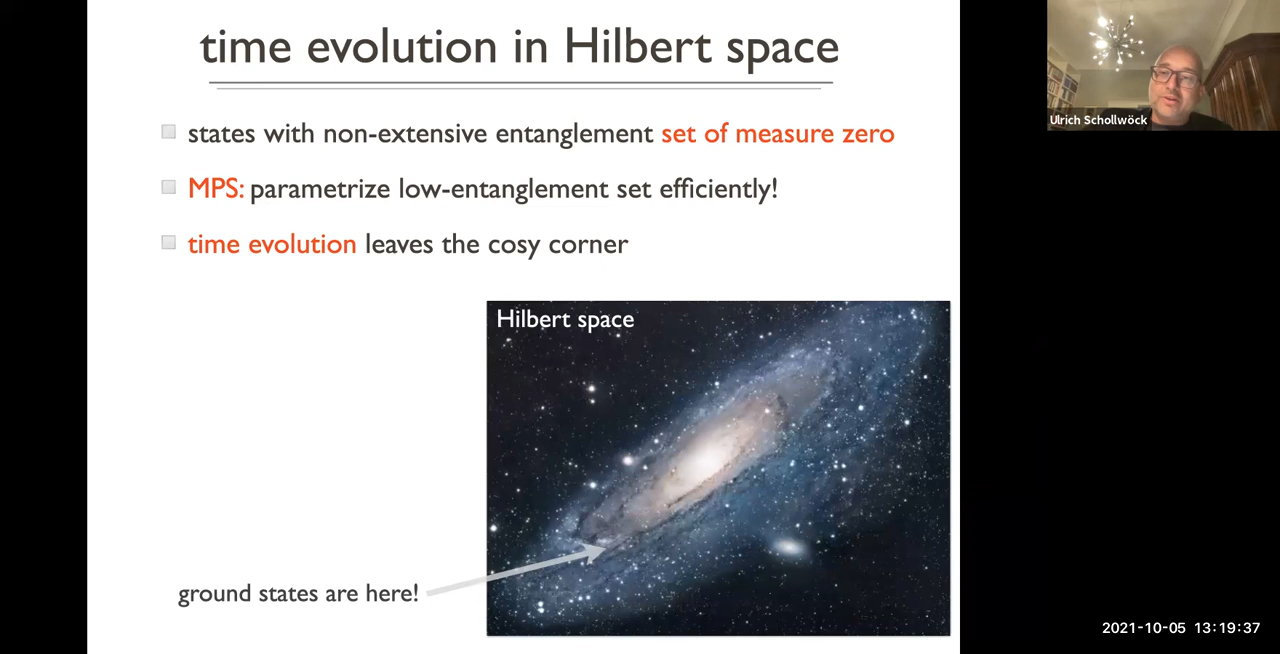 time evolution in Hilbert space
states with non-extensive entanglement set of measure zero
MPS: parametrize low-entanglement set efficiently!
time evolution leaves the cosy corner
Hilbert space
ground states are here!
Ulrich Schollwöck
2021-10-05 13:19:37